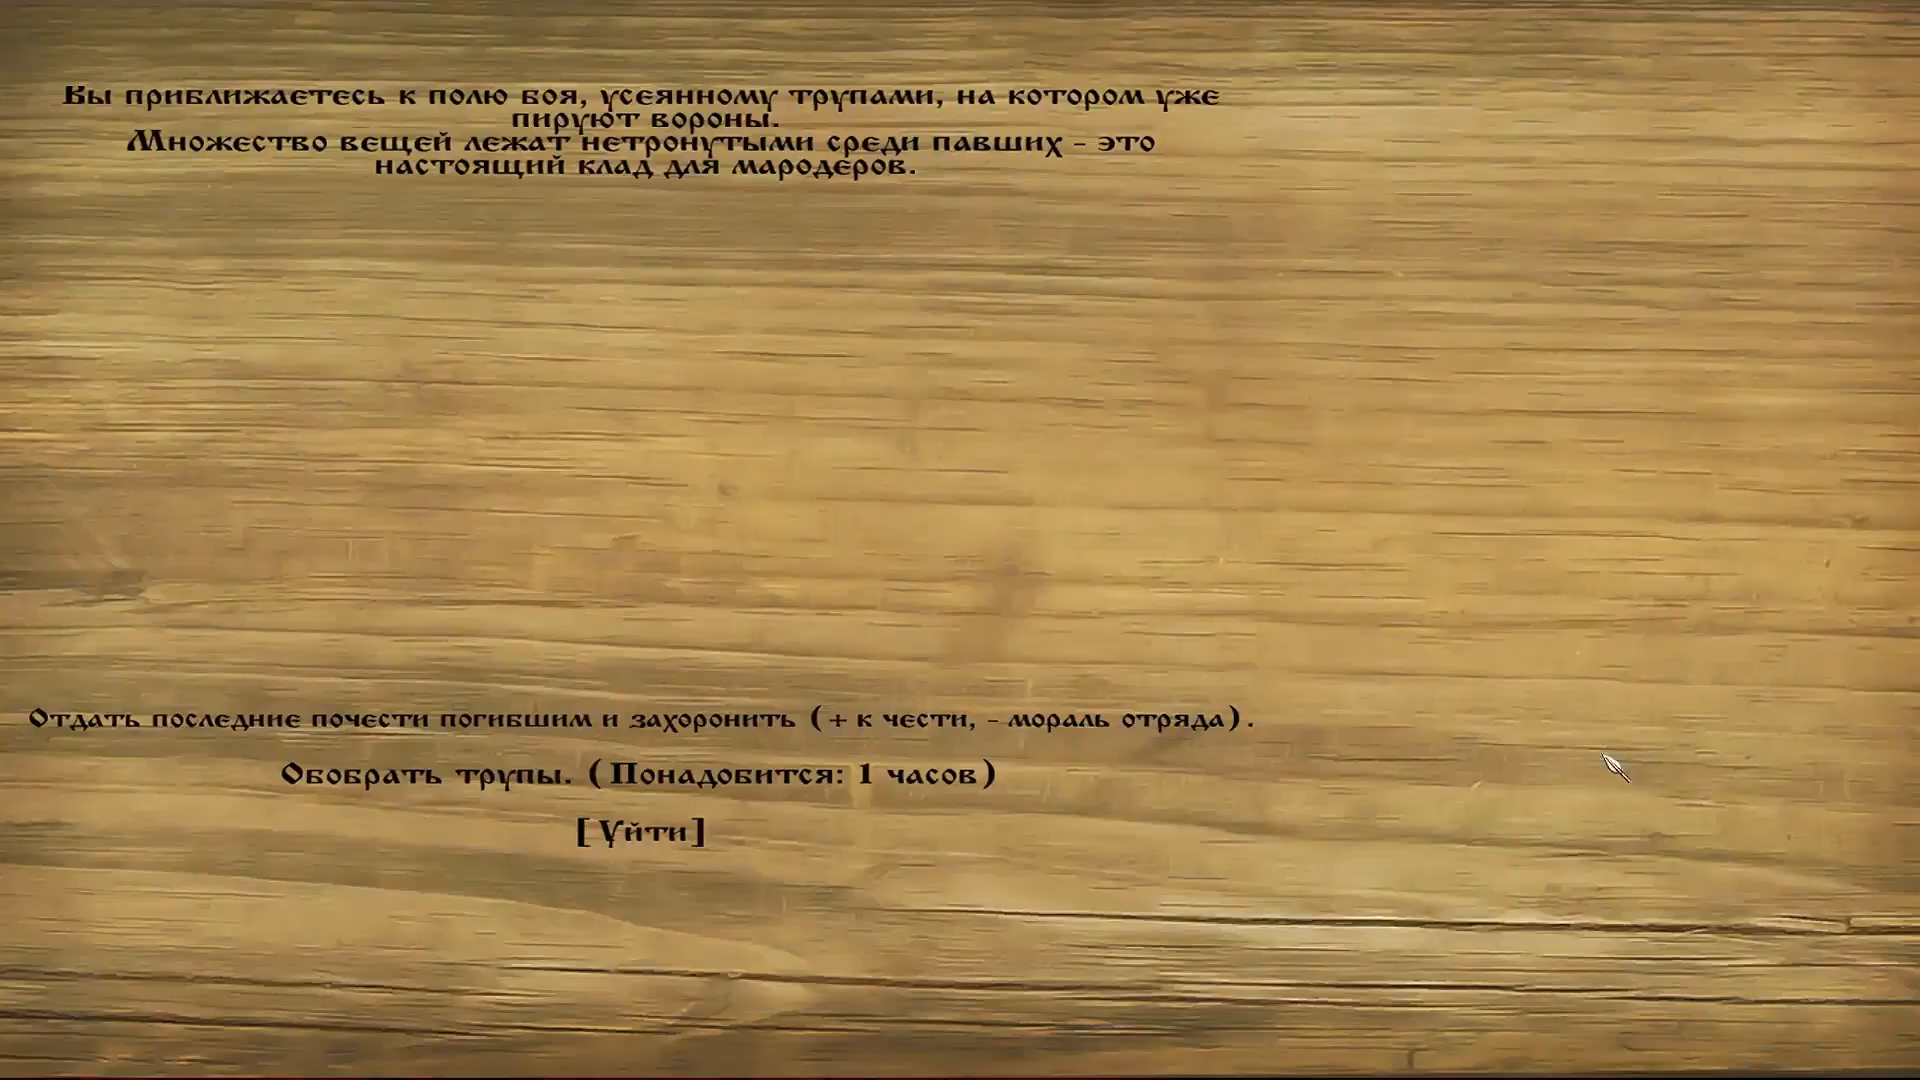 Вы приближаетесь к полю боя, усеянному трупами, на котором уже
пируют вороны.
Множество вещей лежат нетронутыми среди павших - это
настоящий клад для мародеров.
Отдать последние почести погибшим и захоронить (+ к чести, - мораль отряда).
Обобрать трупы. (Понадобится: 1 часов)
[Уйти]